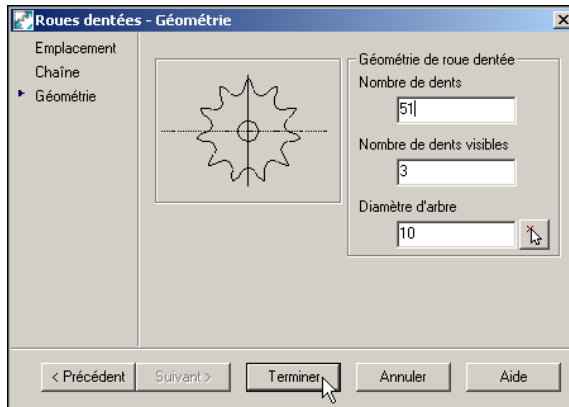 Roues dentées - Géométrie
Emplacement
Chaîne
Géométrie
Géométrie de roue dentée
Nombre de dents
51
Nombre de dents visibles
3
Diamètre d'arbre
10
< Précédent
Suivant >
Terminer
Annuler
Aide